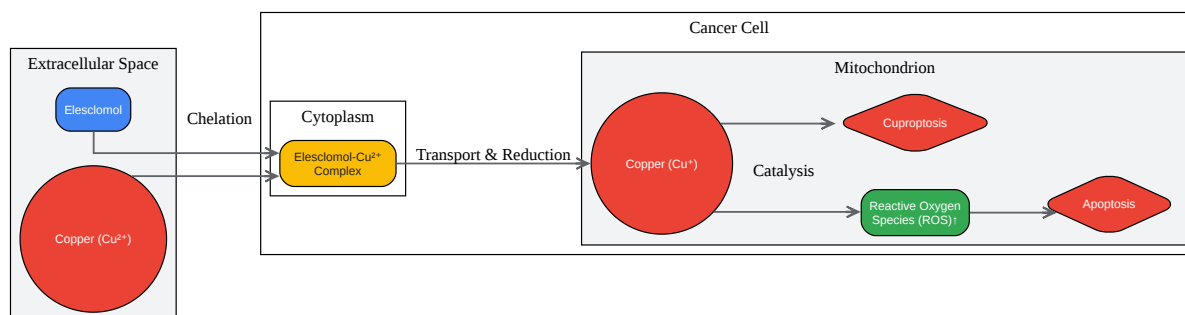 Cancer Cell
Extracellular Space
Mitochondrion
Elesclomol
Chelation
Cytoplasm
Cuproptosis
Elesclomol-Cu²⁺
Complex
Transport & Reduction
Copper (Cu⁺)
Catalysis
Reactive Oxygen
Species (ROS)↑
Apoptosis
Copper (Cu²⁺)